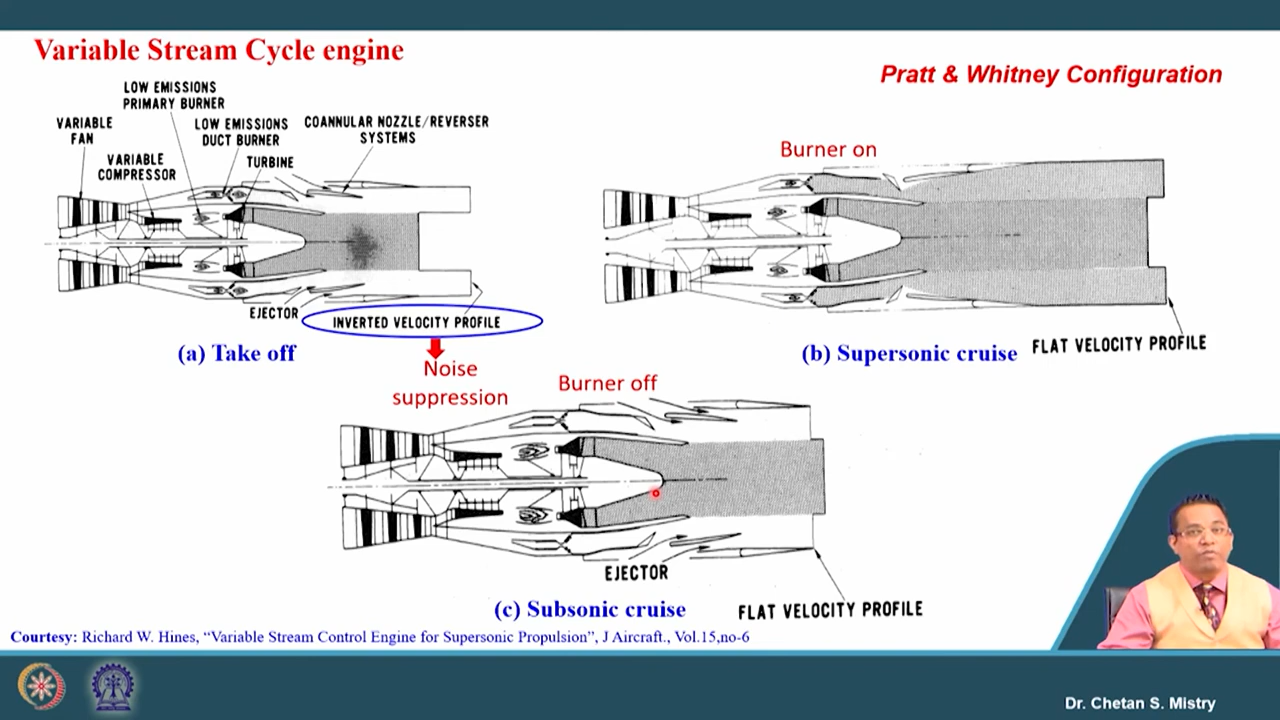 Variable Stream Cycle engine
Pratt & Whitney Configuration
LOW EMISSIONS
PRIMARY BURNER
VARIABLE
FAN
LOW EMISSIONS
DUCT BURNER
COANNULAR NOZZLE/REVERSER
SYSTEMS
VARIABLE
COMPRESSOR
TURBINE
EJECTOR
INVERTED VELOCITY PROFILE
(a) Take off
Noise
suppression
Burner on
(b) Supersonic cruise
FLAT VELOCITY PROFILE
Burner off
EJECTOR
(c) Subsonic cruise
FLAT VELOCITY PROFILE
Courtesy: Richard W. Hines, “Variable Stream Control Engine for Supersonic Propulsion”, J Aircraft., Vol.15,no-6
Dr. Chetan S. Mistry